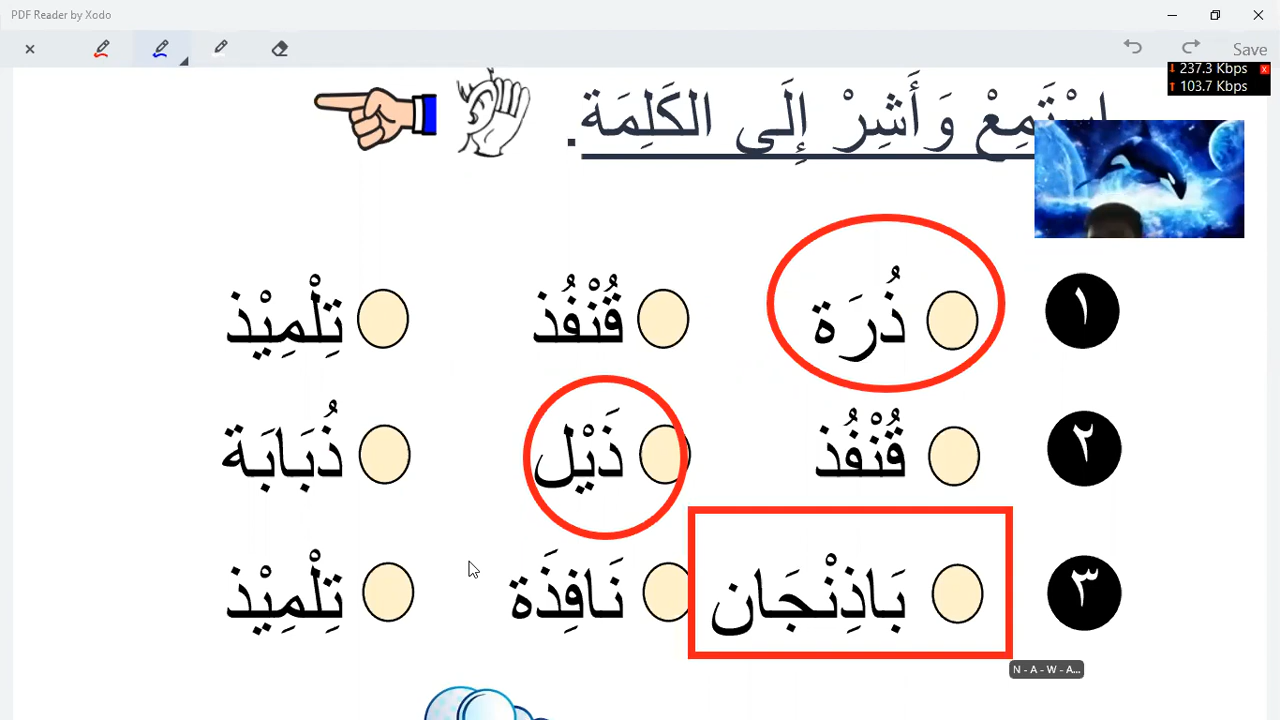 PDF Reader by Xodo
Save
237.3 Kbps
103.7 Kbps
اِسْتَمِعْ وَأَشِرْ إِلَى الكَلِمَة.
١ ذُرَة قُنْفُذ تِلْمِيْذ
٢ قُنْفُذ ذَيْل ذُبَابَة
٣ بَاذِنْجَان نَافِذَة تِلْمِيْذ
N - A - W - A...